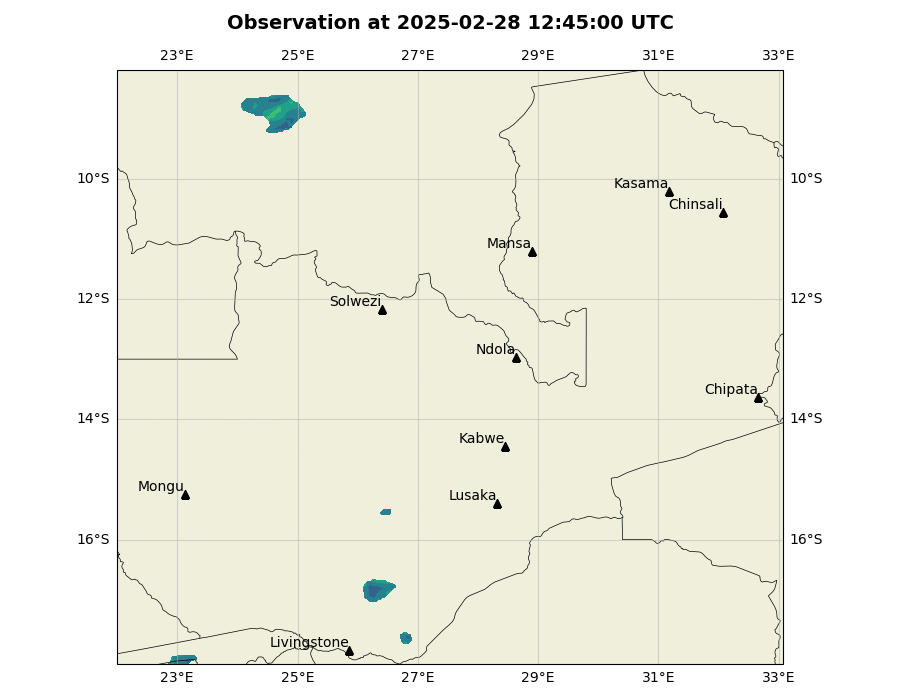 Observation at 2025-02-28 12:45:00 UTC
23°E 25°E 27°E 29°E 31°E 33°E
10°S 10°S
Kasama
Chinsali
Mansa
12°S 12°S
Solwezi
Ndola
Chipata
14°S 14°S
Kabwe
Mongu
Lusaka
16°S 16°S
Livingstone
23°E 25°E 27°E 29°E 31°E 33°E